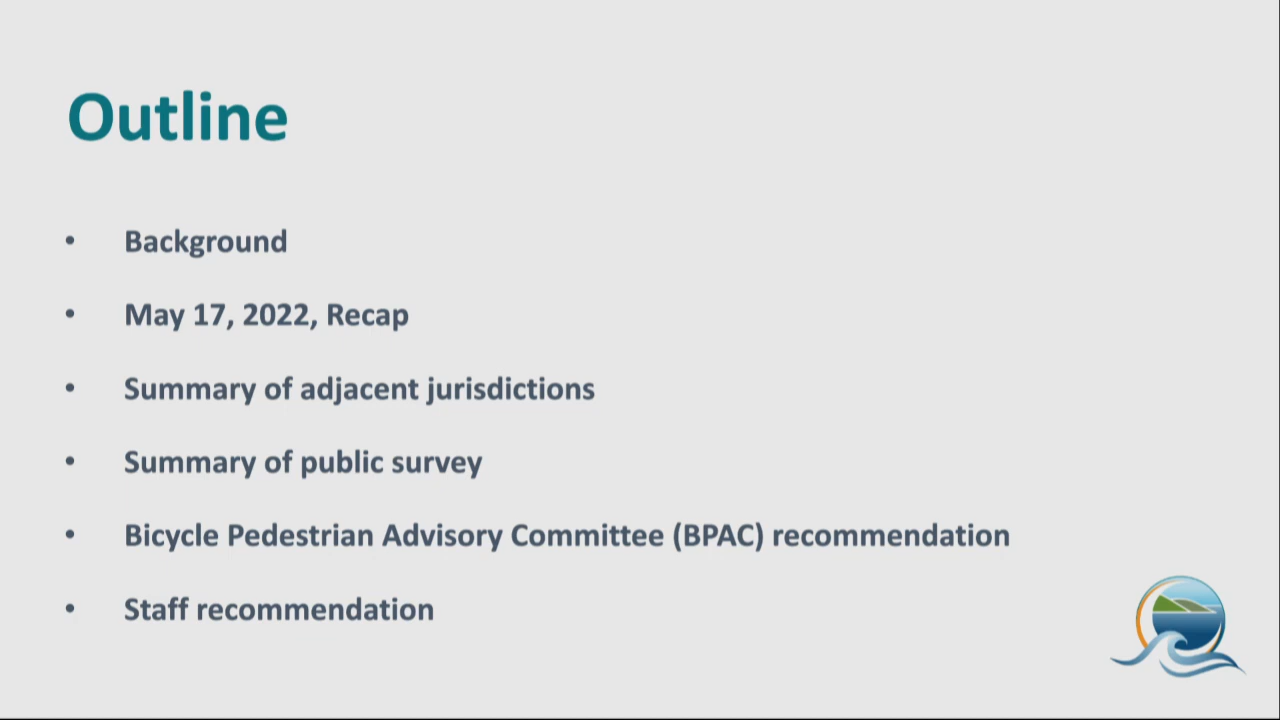 Outline
• Background
• May 17, 2022, Recap
• Summary of adjacent jurisdictions
• Summary of public survey
• Bicycle Pedestrian Advisory Committee (BPAC) recommendation
• Staff recommendation